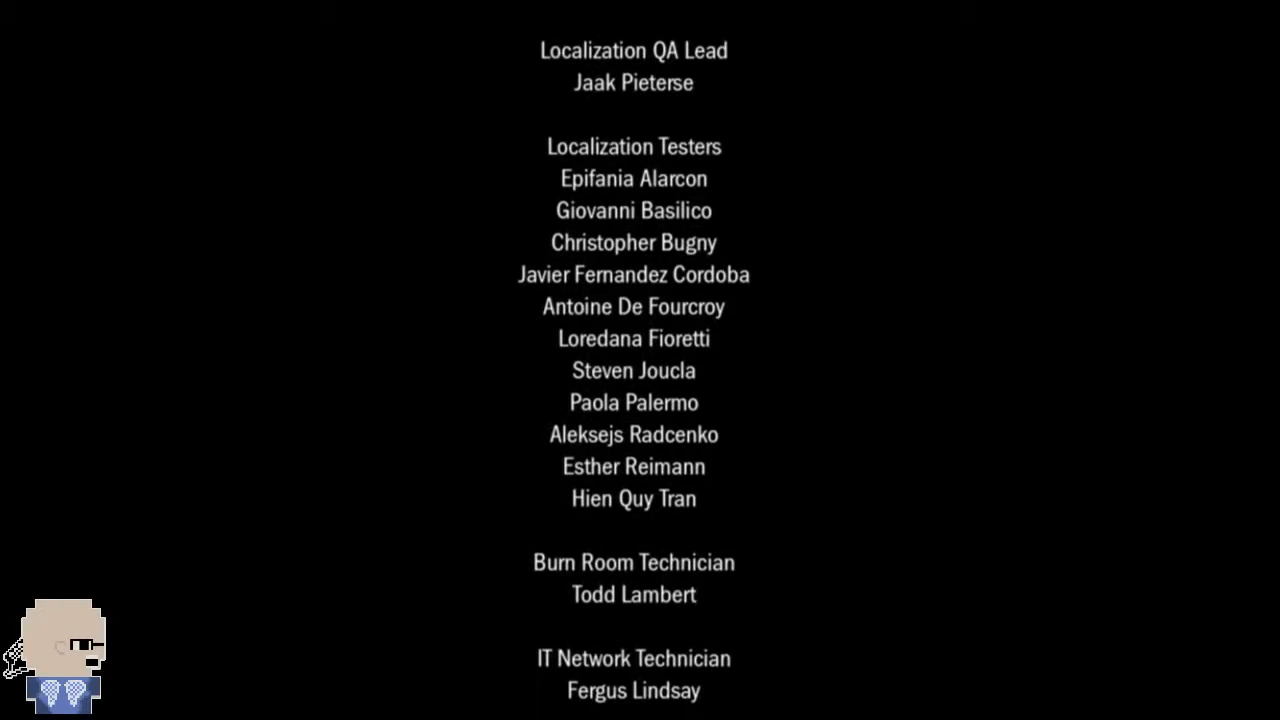 Localization QA Lead
Jaak Pieterse
Localization Testers
Epifania Alarcon
Giovanni Basilico
Christopher Bugny
Javier Fernandez Cordoba
Antoine De Fourcroy
Loredana Fioretti
Steven Joucla
Paola Palermo
Aleksejs Radcenko
Esther Reimann
Hien Quy Tran
Burn Room Technician
Todd Lambert
IT Network Technician
Fergus Lindsay